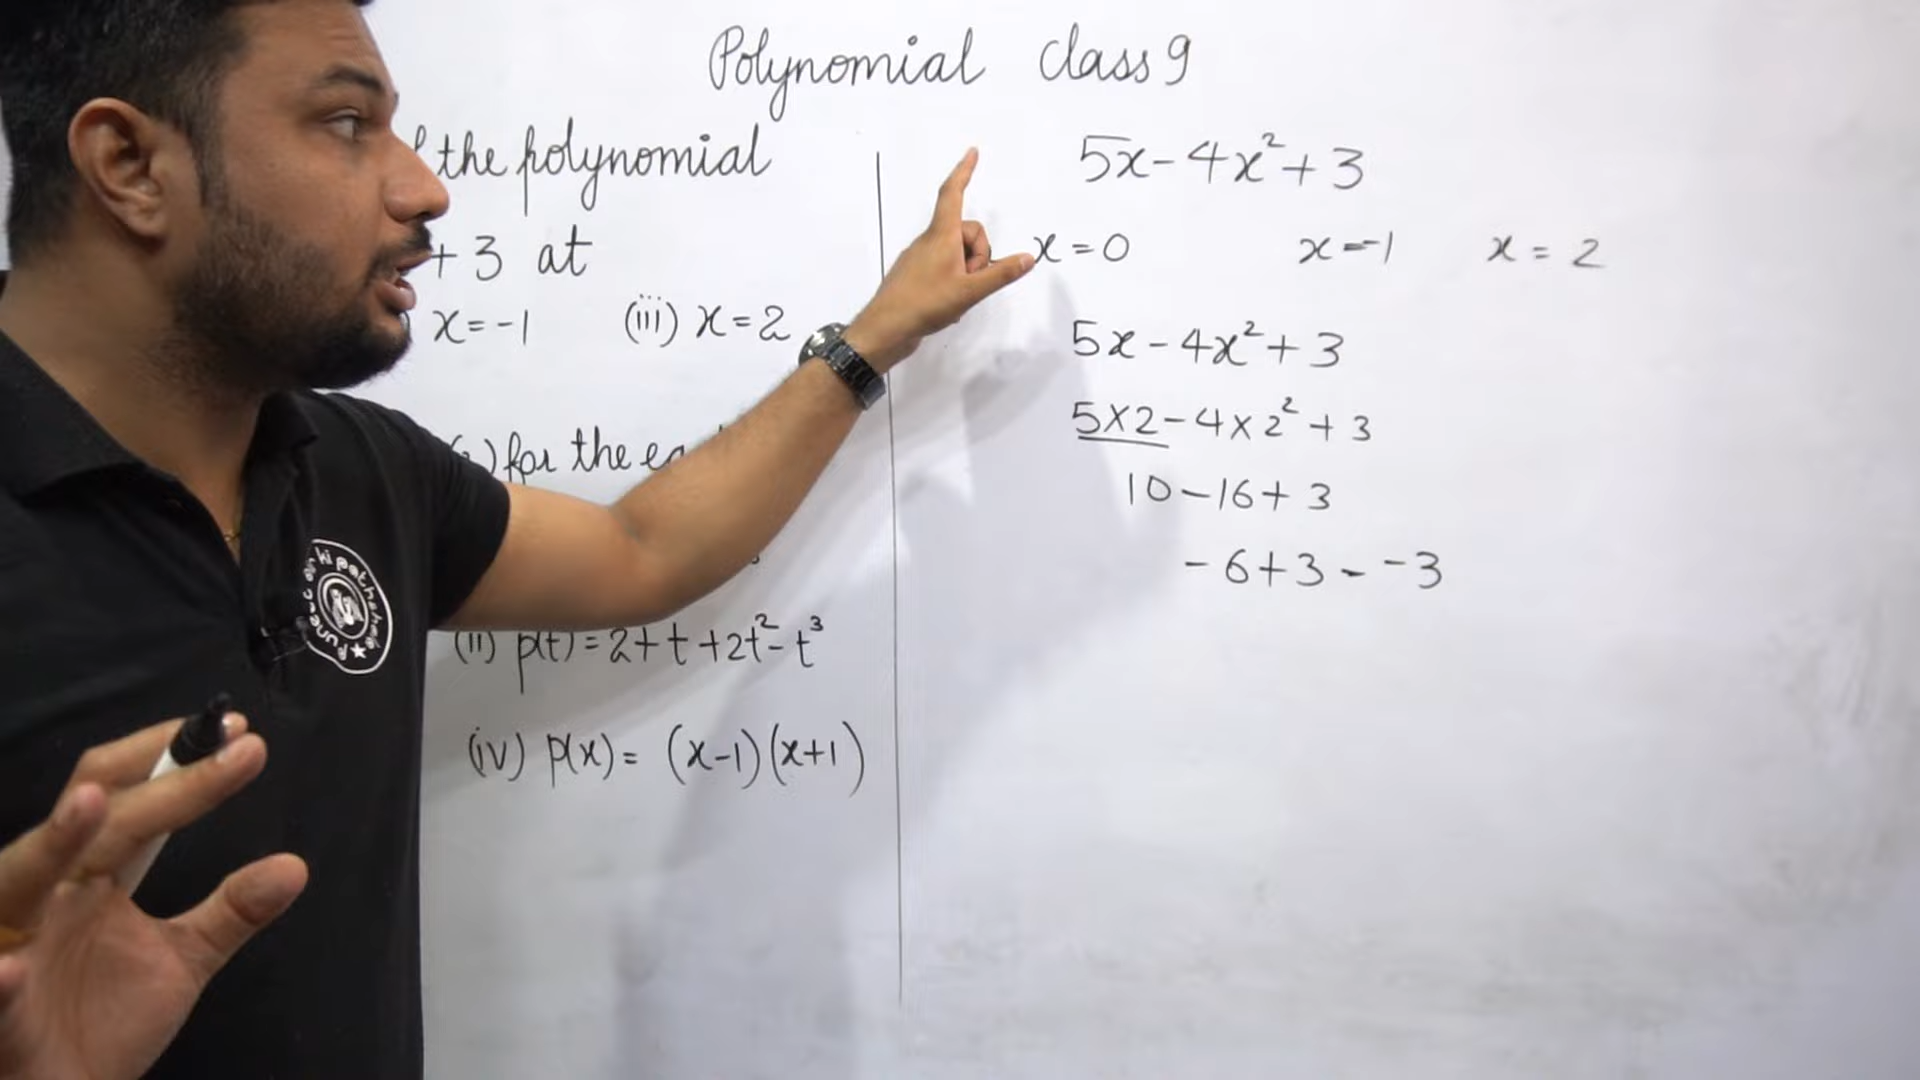 Polynomial Class 9
the polynomial
+ 3 at
x = -1 (iii) x = 2
) for the
(ii) p(t) = 2 + t + 2t² - t³
(iv) p(x) = (x-1)(x+1)
5x - 4x² + 3
x = 0 x = -1 x = 2
5x - 4x² + 3
5×2 - 4×2² + 3
10 - 16 + 3
- 6 + 3 - -3
ki pathshala